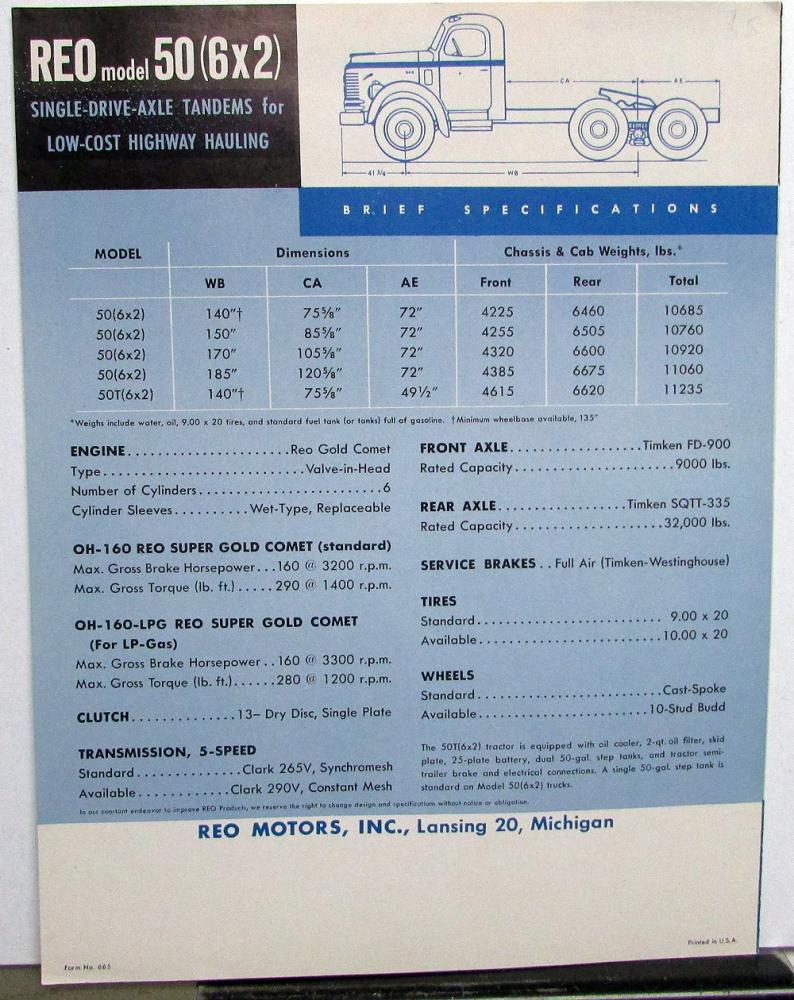 REO model 50 (6x2)
SINGLE-DRIVE-AXLE TANDEMS for
LOW-COST HIGHWAY HAULING
CA AE
41 3/4 WB
BRIEF SPECIFICATIONS
MODEL Dimensions Chassis & Cab Weights, lbs.*
WB CA AE Front Rear Total
50(6x2) 140"† 75⅝" 72" 4225 6460 10685
50(6x2) 150" 85⅝" 72" 4255 6505 10760
50(6x2) 170" 105⅝" 72" 4320 6600 10920
50(6x2) 185" 120⅝" 72" 4385 6675 11060
50T(6x2) 140"† 75⅝" 49½" 4615 6620 11235
*Weighs include water, oil, 9.00 x 20 tires, and standard fuel tank (or tanks) full of gasoline. †Minimum wheelbase available, 135"
ENGINE.......................Reo Gold Comet
Type............................Valve-in-Head
Number of Cylinders........................6
Cylinder Sleeves..........Wet-Type, Replaceable
OH-160 REO SUPER GOLD COMET (standard)
Max. Gross Brake Horsepower...160 @ 3200 r.p.m.
Max. Gross Torque (lb. ft.).....290 @ 1400 r.p.m.
OH-160-LPG REO SUPER GOLD COMET
(For LP-Gas)
Max. Gross Brake Horsepower..160 @ 3300 r.p.m.
Max. Gross Torque (lb. ft.)......280 @ 1200 r.p.m.
CLUTCH..............13– Dry Disc, Single Plate
TRANSMISSION, 5-SPEED
Standard..............Clark 265V, Synchromesh
Available............Clark 290V, Constant Mesh
FRONT AXLE.................Timken FD-900
Rated Capacity.....................9000 lbs.
REAR AXLE................Timken SQTT-335
Rated Capacity...................32,000 lbs.
SERVICE BRAKES..Full Air (Timken-Westinghouse)
TIRES
Standard........................9.00 x 20
Available.......................10.00 x 20
WHEELS
Standard........................Cast-Spoke
Available......................10-Stud Budd
The 50T(6x2) tractor is equipped with oil cooler, 2-qt. oil filter, skid
plate, 25-plate battery, dual 50-gal. step tanks, and tractor semi-
trailer brake and electrical connections. A single 50-gal. step tank is
standard on Model 50(6x2) trucks.
In our constant endeavor to improve REO Products, we reserve the right to change design and specifications without notice or obligation.
REO MOTORS, INC., Lansing 20, Michigan
Printed in U.S.A.
Form No. 665